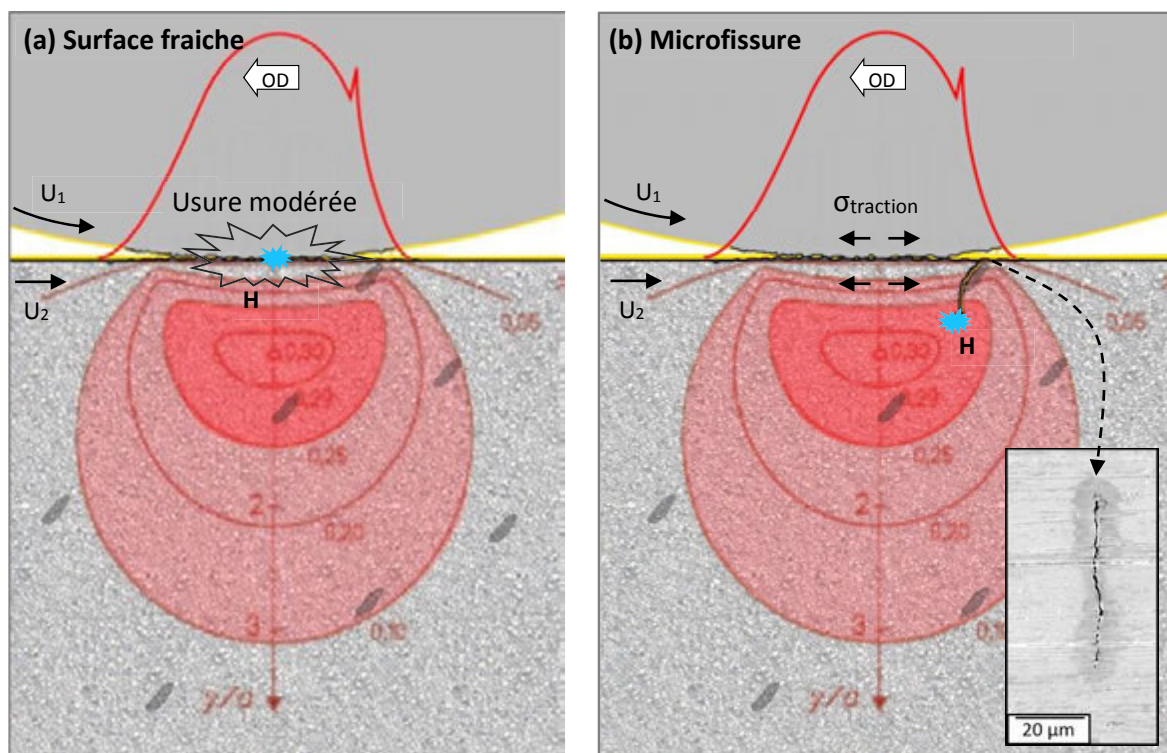 (a) Surface fraiche
OD
U1
Usure modérée
U2
H
0,05
0,30
0,29
0,25
2
0,20
3
0,10
y/a
(b) Microfissure
OD
U1
σtraction
U2
H
0,05
0,30
0,29
0,25
2
0,20
3
0,10
y/a
20 µm